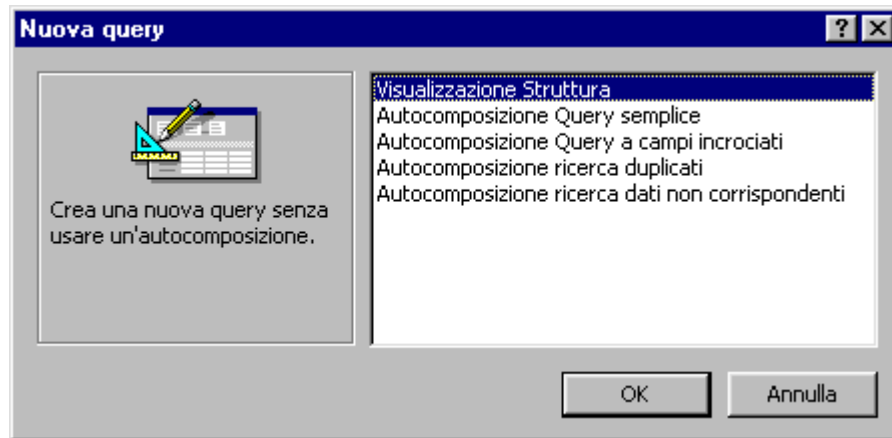 Nuova query
Crea una nuova query senza
usare un'autocomposizione.
Visualizzazione Struttura
Autocomposizione Query semplice
Autocomposizione Query a campi incrociati
Autocomposizione ricerca duplicati
Autocomposizione ricerca dati non corrispondenti
OK
Annulla